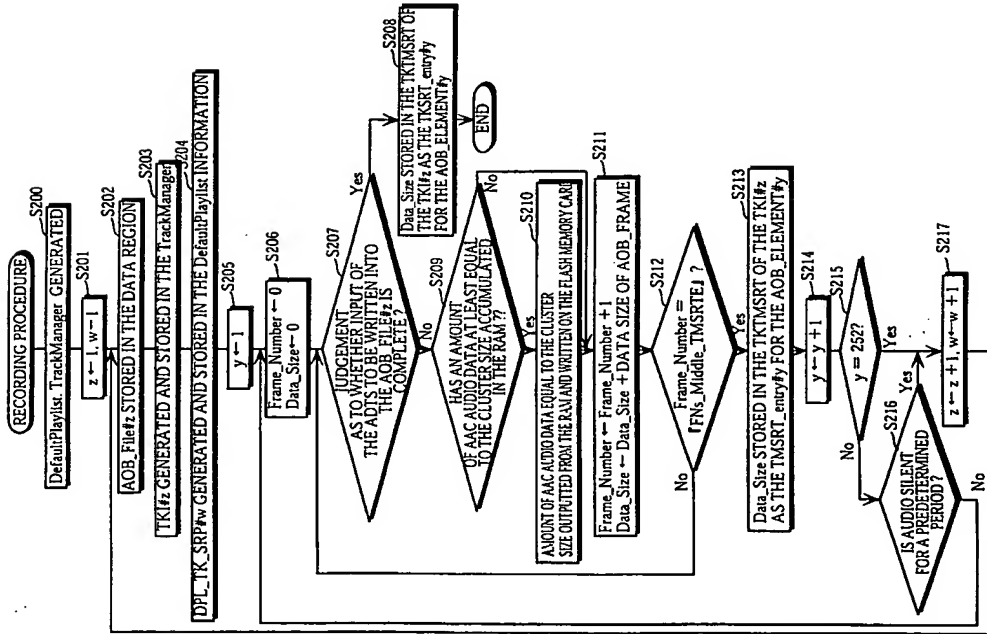 RECORDING PROCEDURE
S200
DefaultPlaylist, TrackManager GENERATED
S201
z ← 1, w ← 1
S202
AOB_File#z STORED IN THE DATA REGION
S203
TKI#z GENERATED AND STORED IN THE TrackManager
S204
DPL_TK_SRP#w GENERATED AND STORED IN THE DefaultPlaylist INFORMATION
S205
y ← 1
S206
Frame_Number ← 0
Data_Size ← 0
S207
JUDGEMENT
AS TO WHETHER INPUT OF
THE ADTS TO BE WRITTEN INTO
THE AOB_FILE#z IS
COMPLETE ?
Yes
No
S208
Data_Size STORED IN THE TKTMSRT OF
THE TKI#z AS THE TKSRT_entry#y
FOR THE AOB_ELEMENT#y
END
S209
HAS AN AMOUNT
OF AAC AUDIO DATA AT LEAST EQUAL
TO THE CLUSTER SIZE ACCUMULATED
IN THE RAM??
No
Yes
S210
AMOUNT OF AAC AUDIO DATA EQUAL TO THE CLUSTER
SIZE OUTPUTTED FROM THE RAM AND WRITTEN ON THE FLASH MEMORY CARD
S211
Frame_Number ← Frame_Number + 1
Data_Size ← Data_Size + DATA SIZE OF AOB_FRAME
S212
Frame_Number =
「FNs_Middle_TMSRTE」 ?
No
Yes
S213
Data_Size STORED IN THE TKTMSRT OF THE TKI#z
AS THE TMSRT_entry#y FOR THE AOB_ELEMENT#y
S214
y ← y + 1
S215
y = 252?
No
Yes
S216
IS AUDIO SILENT
FOR A PREDETERMINED
PERIOD ?
Yes
No
S217
z ← z + 1, w ← w + 1